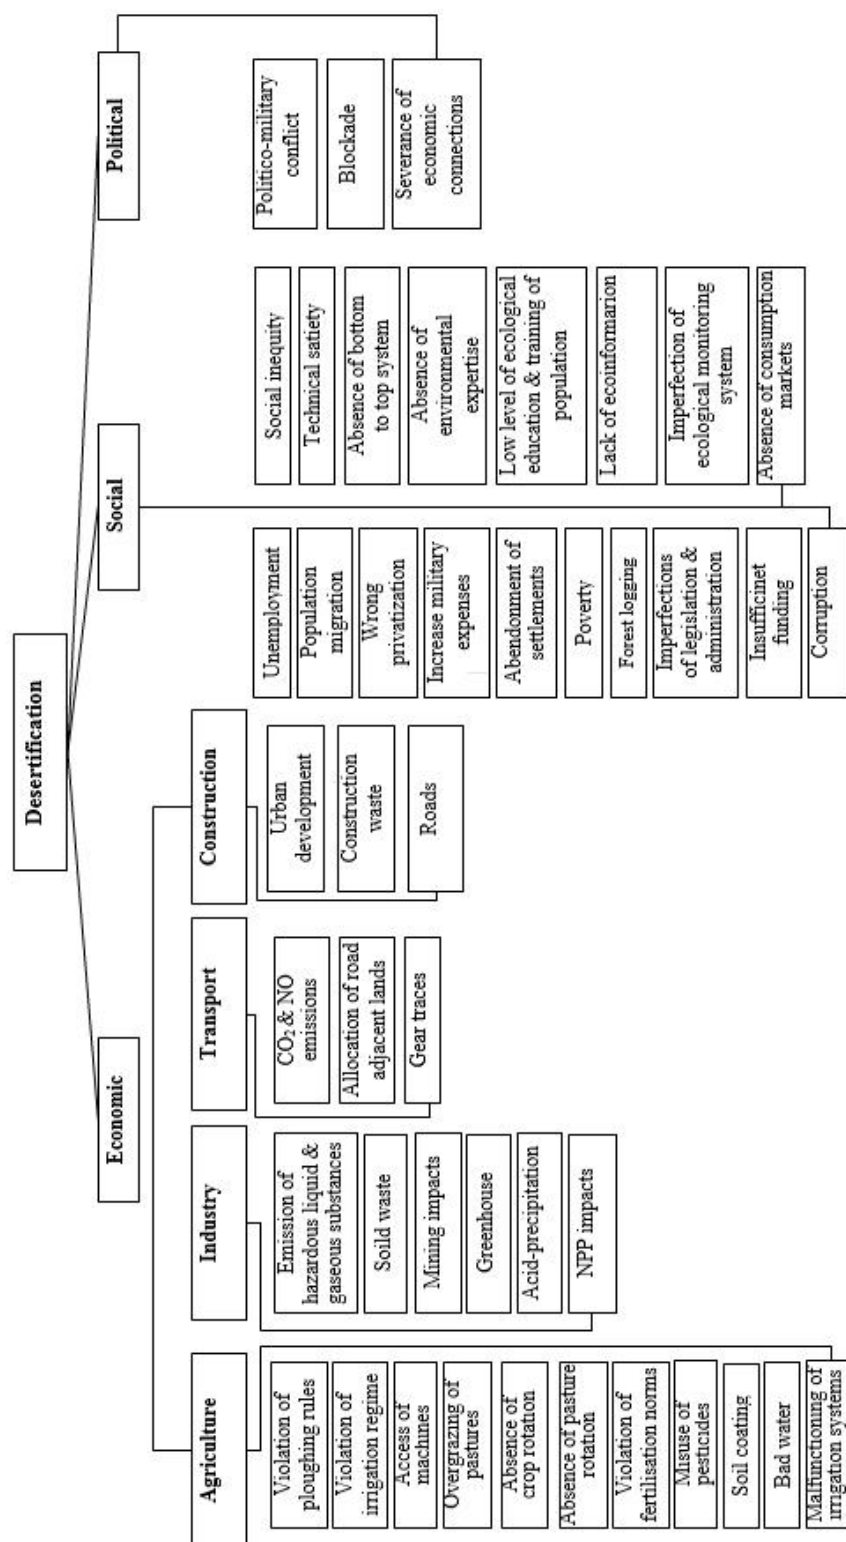 Desertification
Economic
Social
Political
Agriculture
Industry
Transport
Construction
Violation of
ploughing rules
Violation of
irrigation regime
Access of
machines
Overgrazing of
pastures
Absence of
crop rotation
Absence of pasture
rotation
Violation of
fertilisation norms
Misuse of
pesticides
Soil coating
Bad water
Malfunctioning of
irrigation systems
Emission of
hazardous liquid &
gaseous substances
Soild waste
Mining impacts
Greenhouse
Acid-precipitation
NPP impacts
CO₂ & NO
emissions
Allocation of road
adjacent lands
Gear traces
Urban
development
Construction
waste
Roads
Unemployment
Population
migration
Wrong
privatization
Increase military
expenses
Abendonment of
settlements
Poverty
Forest logging
Imperfections
of legislation &
administration
Insufficinet
funding
Corruption
Social inequity
Technical satiety
Absence of bottom
to top system
Absence of
environmental
expertise
Low level of ecological
education & training of
population
Lack of ecoinformarion
Imperfection of
ecological monitoring
system
Absence of consumption
markets
Politico-military
conflict
Blockade
Severance of
economic
connections